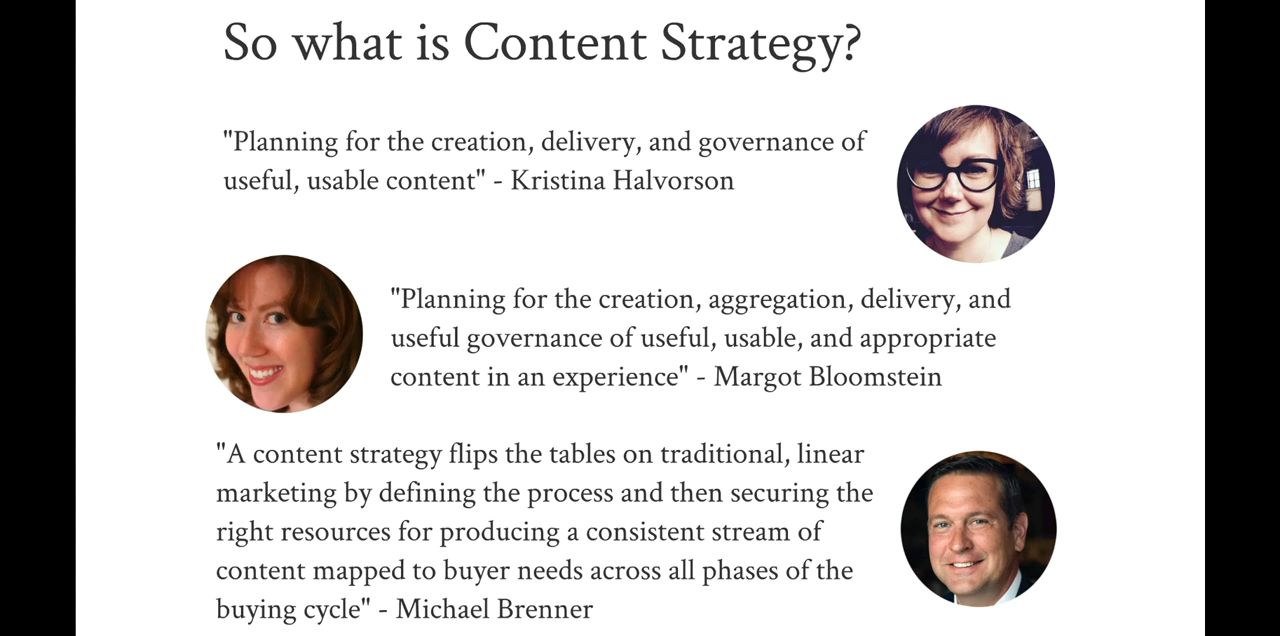 So what is Content Strategy?
"Planning for the creation, delivery, and governance of
useful, usable content" - Kristina Halvorson
"Planning for the creation, aggregation, delivery, and
useful governance of useful, usable, and appropriate
content in an experience" - Margot Bloomstein
"A content strategy flips the tables on traditional, linear
marketing by defining the process and then securing the
right resources for producing a consistent stream of
content mapped to buyer needs across all phases of the
buying cycle" - Michael Brenner